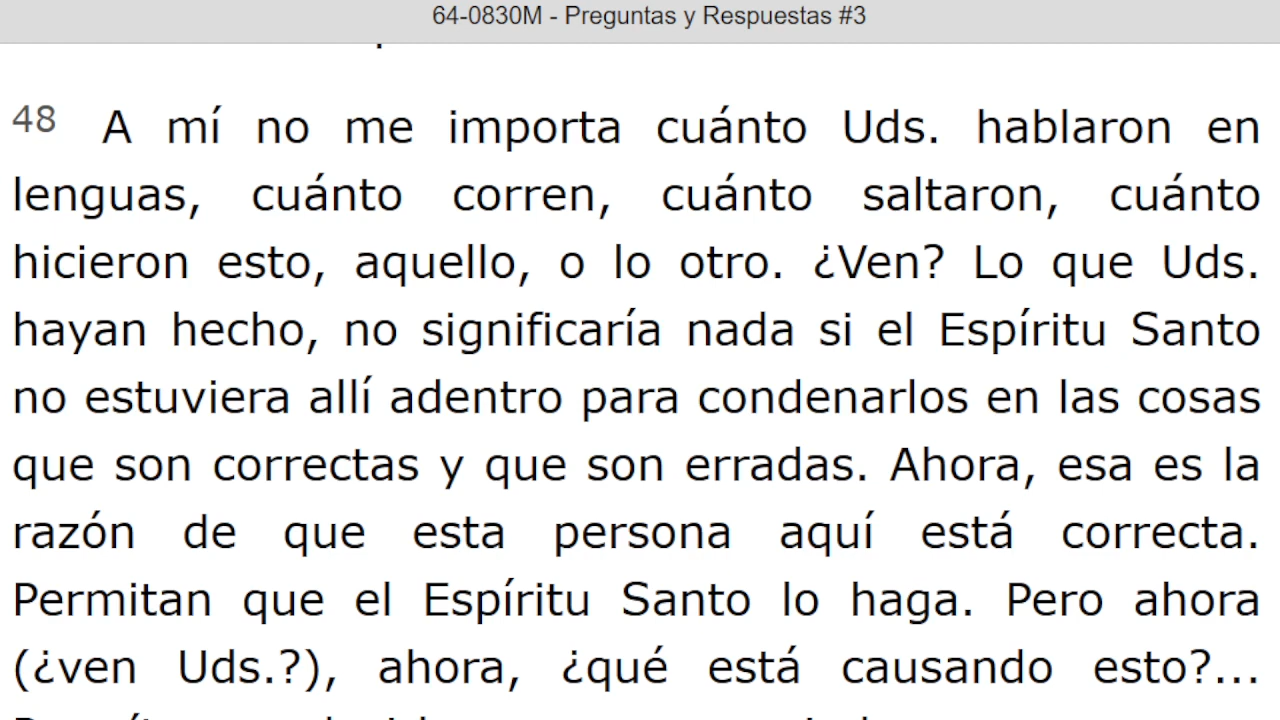 64-0830M - Preguntas y Respuestas #3
48 A mí no me importa cuánto Uds. hablaron en
lenguas, cuánto corren, cuánto saltaron, cuánto
hicieron esto, aquello, o lo otro. ¿Ven? Lo que Uds.
hayan hecho, no significaría nada si el Espíritu Santo
no estuviera allí adentro para condenarlos en las cosas
que son correctas y que son erradas. Ahora, esa es la
razón de que esta persona aquí está correcta.
Permitan que el Espíritu Santo lo haga. Pero ahora
(¿ven Uds.?), ahora, ¿qué está causando esto?...